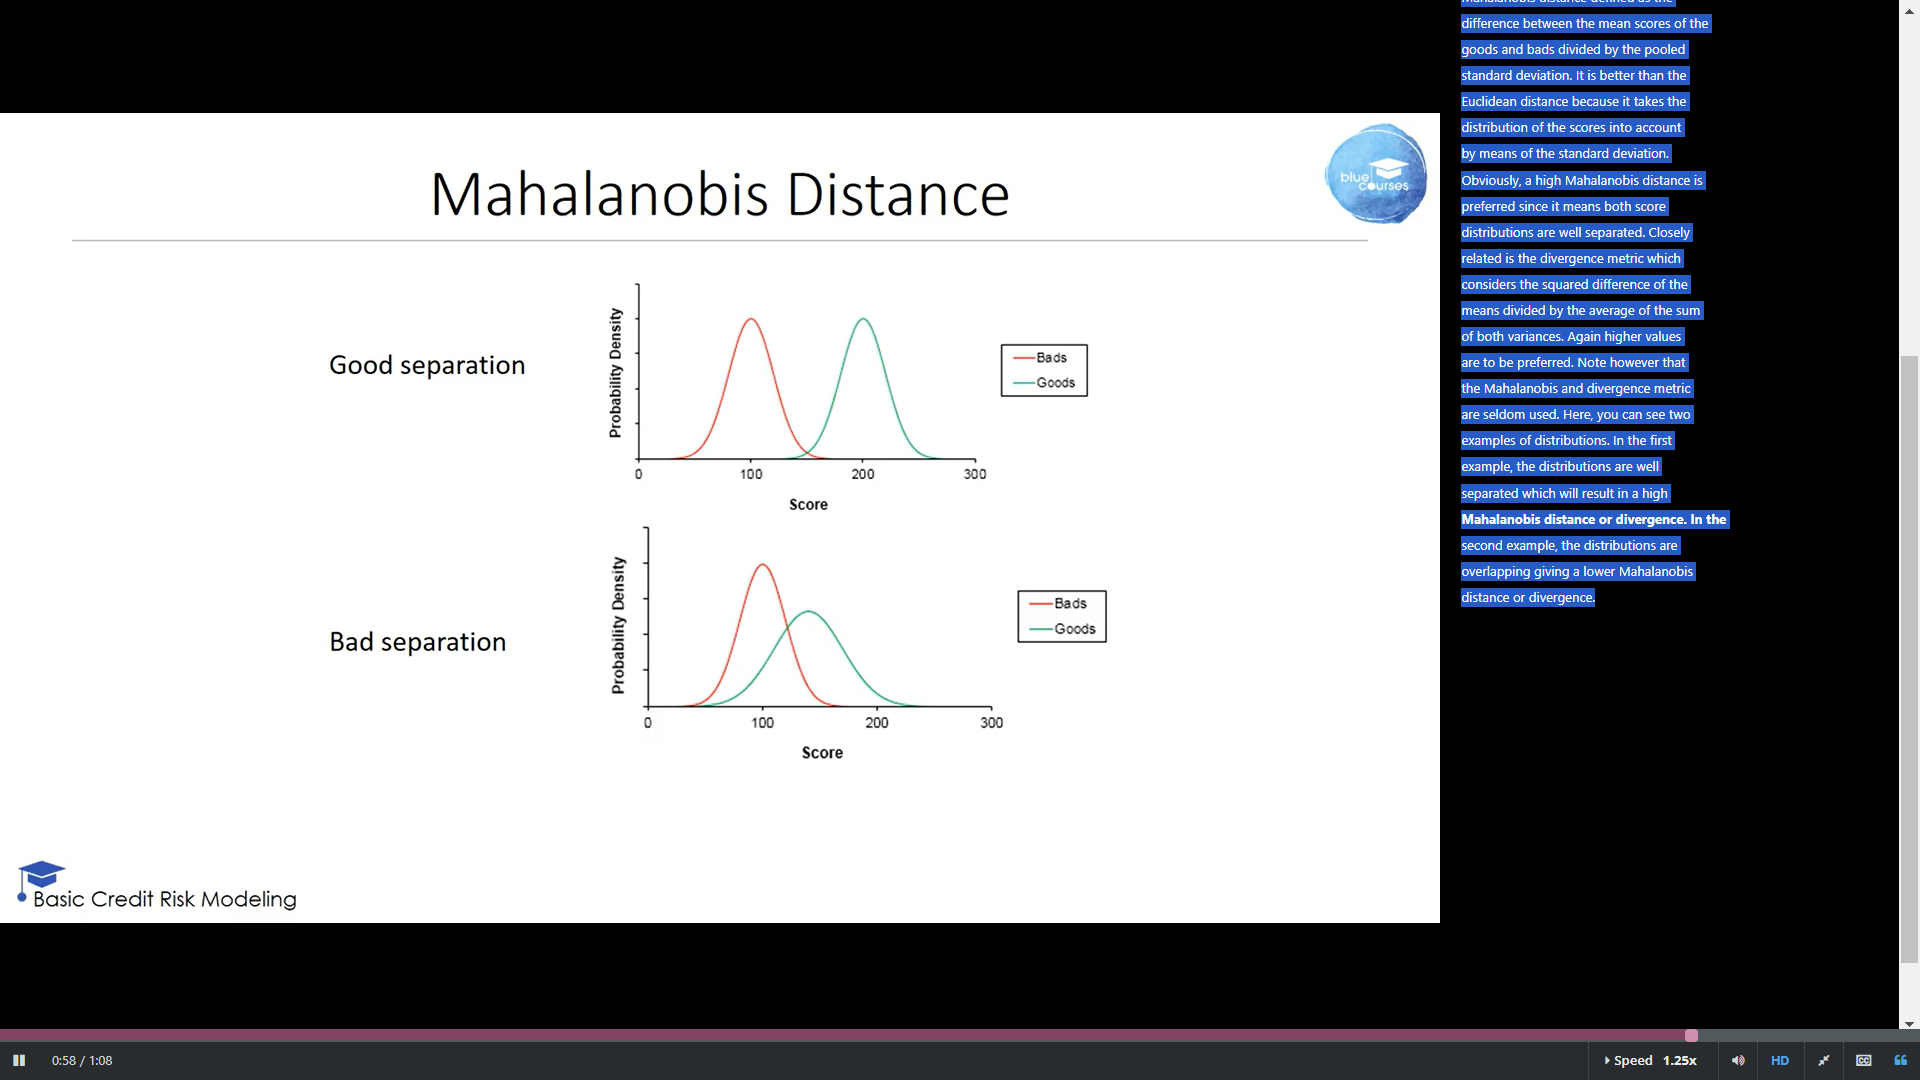 Mahalanobis Distance
blue
courses
Good separation
Probability Density
0 100 200 300
Score
Bads
Goods
Bad separation
Probability Density
0 100 200 300
Score
Bads
Goods
Basic Credit Risk Modeling
Mahalanobis distance defined as the
difference between the mean scores of the
goods and bads divided by the pooled
standard deviation. It is better than the
Euclidean distance because it takes the
distribution of the scores into account
by means of the standard deviation.
Obviously, a high Mahalanobis distance is
preferred since it means both score
distributions are well separated. Closely
related is the divergence metric which
considers the squared difference of the
means divided by the average of the sum
of both variances. Again higher values
are to be preferred. Note however that
the Mahalanobis and divergence metric
are seldom used. Here, you can see two
examples of distributions. In the first
example, the distributions are well
separated which will result in a high
Mahalanobis distance or divergence. In the
second example, the distributions are
overlapping giving a lower Mahalanobis
distance or divergence.
0:58 / 1:08
Speed 1.25x
HD
CC